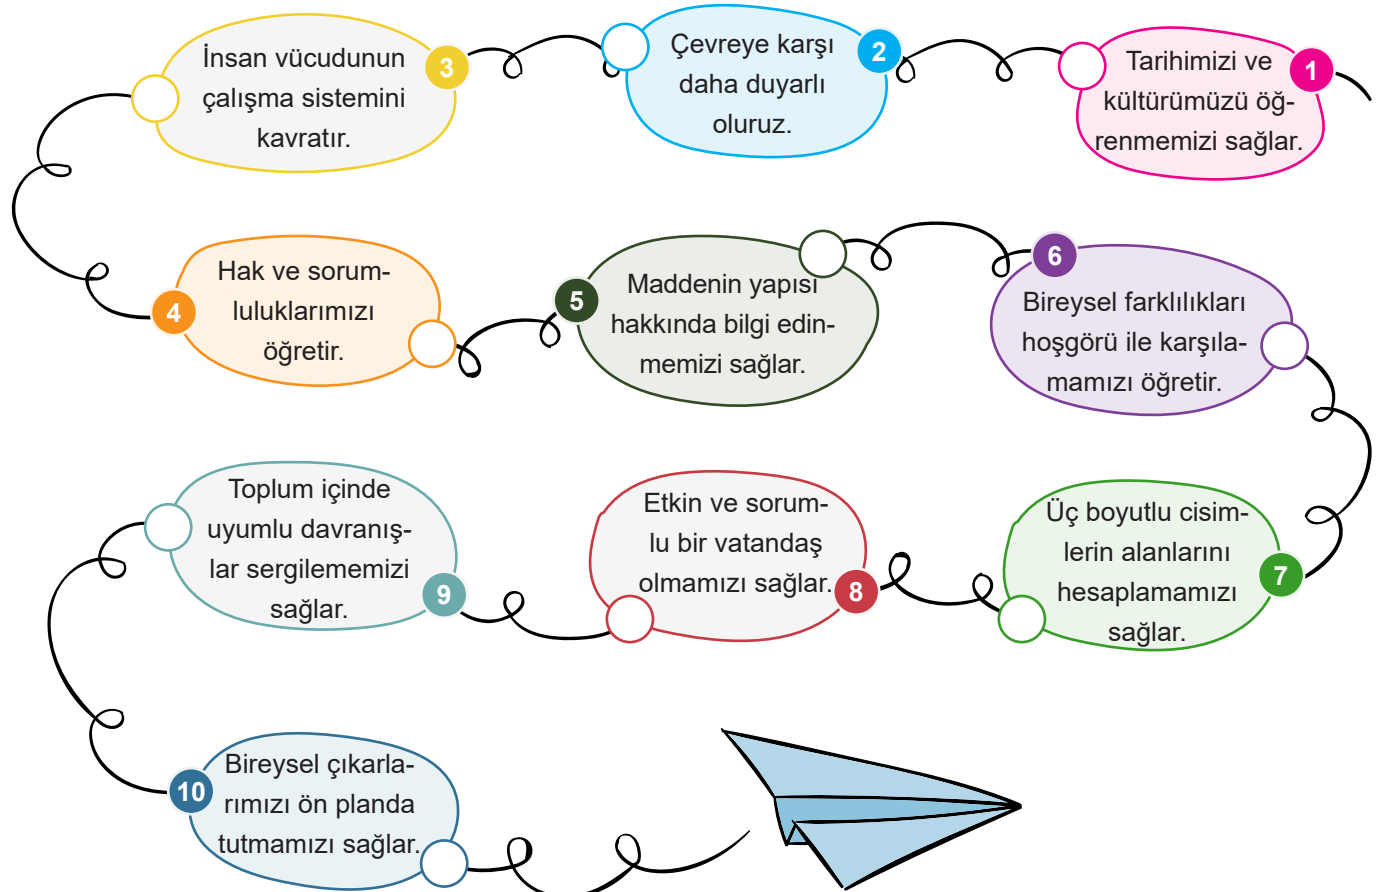 1
Tarihimizi ve
kültürümüzü öğ-
renmemizi sağlar.
2
Çevreye karşı
daha duyarlı
oluruz.
3
İnsan vücudunun
çalışma sistemini
kavratır.
4
Hak ve sorum-
luluklarımızı
öğretir.
5
Maddenin yapısı
hakkında bilgi edin-
memizi sağlar.
6
Bireysel farklılıkları
hoşgörü ile karşıla-
mamızı öğretir.
7
Üç boyutlu cisim-
lerin alanlarını
hesaplamamızı
sağlar.
8
Etkin ve sorum-
lu bir vatandaş
olmamızı sağlar.
9
Toplum içinde
uyumlu davranış-
lar sergilememizi
sağlar.
10
Bireysel çıkarla-
rımızı ön planda
tutmamızı sağlar.